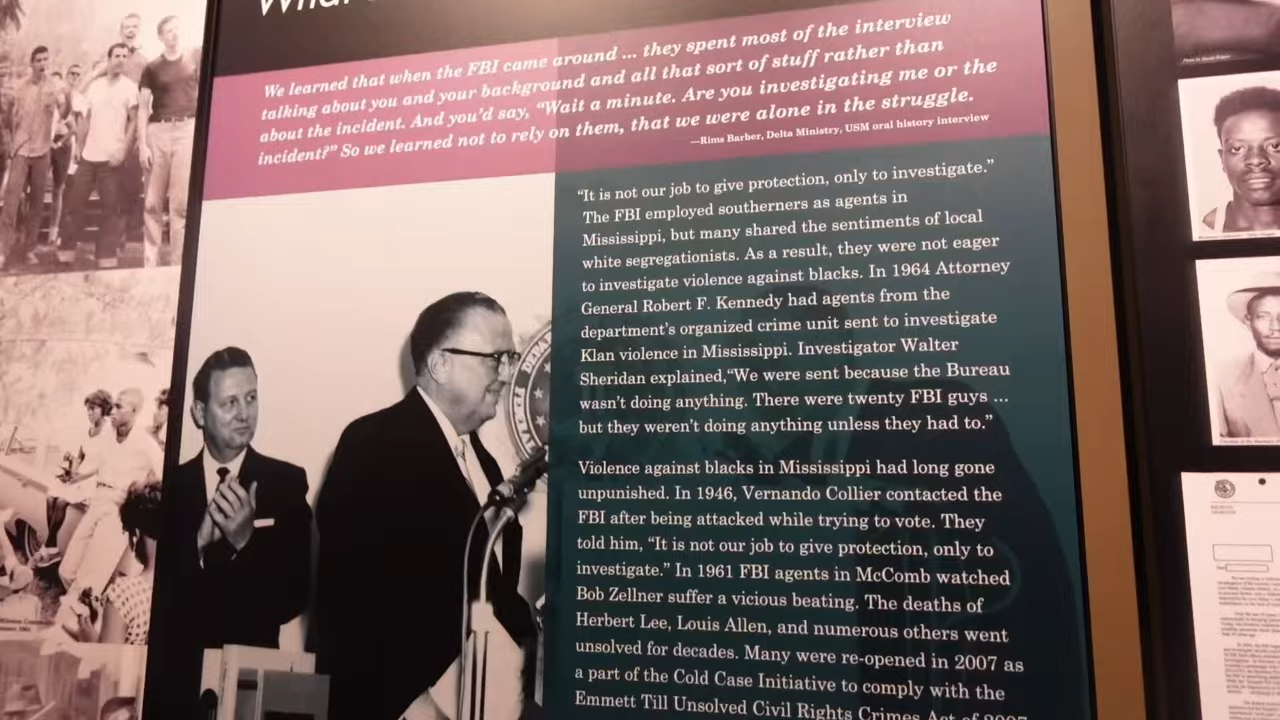 We learned that when the FBI came around ... they spent most of the interview
talking about you and your background and all that sort of stuff rather than
about the incident. And you'd say, "Wait a minute. Are you investigating me or the
incident?" So we learned not to rely on them, that we were alone in the struggle.
—Rims Barber, Delta Ministry, USM oral history interview
"It is not our job to give protection, only to investigate."
The FBI employed southerners as agents in
Mississippi, but many shared the sentiments of local
white segregationists. As a result, they were not eager
to investigate violence against blacks. In 1964 Attorney
General Robert F. Kennedy had agents from the
department's organized crime unit sent to investigate
Klan violence in Mississippi. Investigator Walter
Sheridan explained,"We were sent because the Bureau
wasn't doing anything. There were twenty FBI guys ...
but they weren't doing anything unless they had to."
Violence against blacks in Mississippi had long gone
unpunished. In 1946, Vernando Collier contacted the
FBI after being attacked while trying to vote. They
told him, "It is not our job to give protection, only to
investigate." In 1961 FBI agents in McComb watched
Bob Zellner suffer a vicious beating. The deaths of
Herbert Lee, Louis Allen, and numerous others went
unsolved for decades. Many were re-opened in 2007 as
a part of the Cold Case Initiative to comply with the
Emmett Till Unsolved Civil Rights Crimes Act of 2007
DEPA